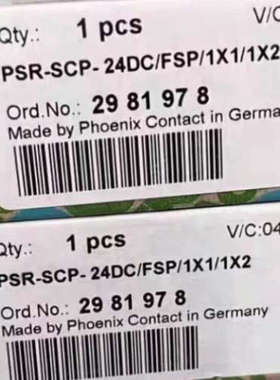 Qty.: 1 pcs V/C
PSR-SCP- 24DC/FSP/1X1/1X2
Ord.No.: 29 81 97 8
Made by Phoenix Contact in Germa
Qty.: 1 pcs V/C:04
PSR-SCP- 24DC/FSP/1X1/1X2
Ord.No.: 29 81 97 8
Made by Phoenix Contact in Germany